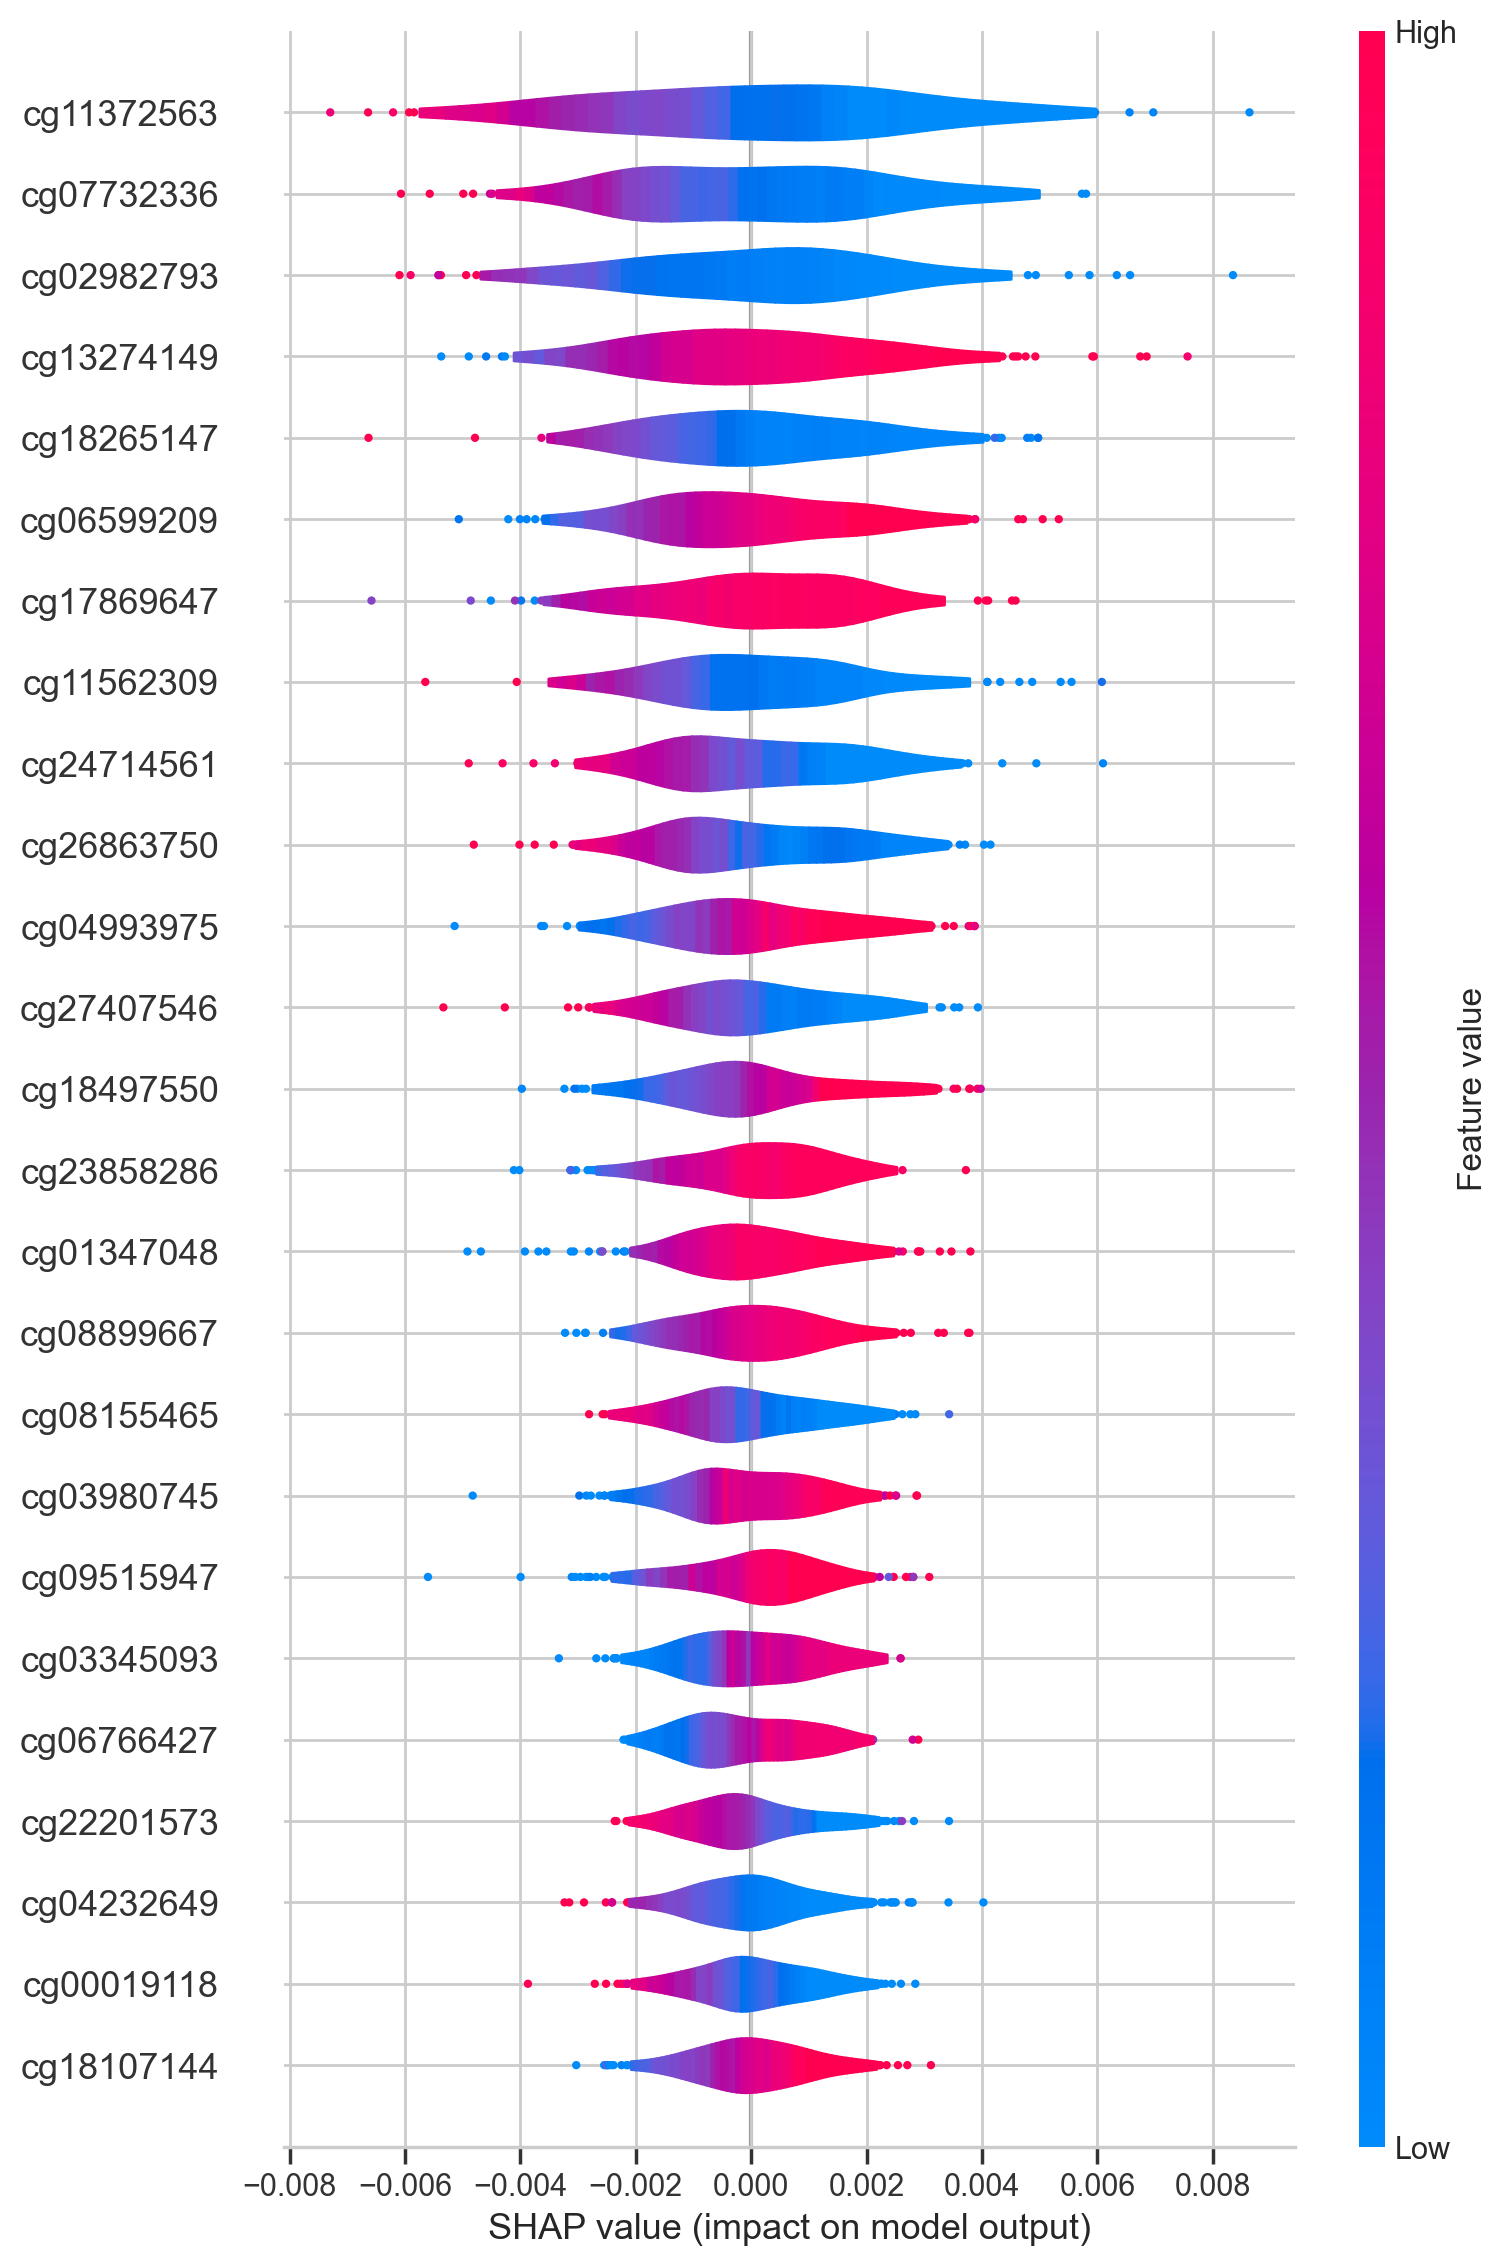 High
cg11372563
cg07732336
cg02982793
cg13274149
cg18265147
cg06599209
cg17869647
cg11562309
cg24714561
cg26863750
cg04993975
cg27407546
cg18497550
cg23858286
cg01347048
cg08899667
cg08155465
cg03980745
cg09515947
cg03345093
cg06766427
cg22201573
cg04232649
cg00019118
cg18107144
Feature value
Low
−0.008 −0.006 −0.004 −0.002 0.000 0.002 0.004 0.006 0.008
SHAP value (impact on model output)